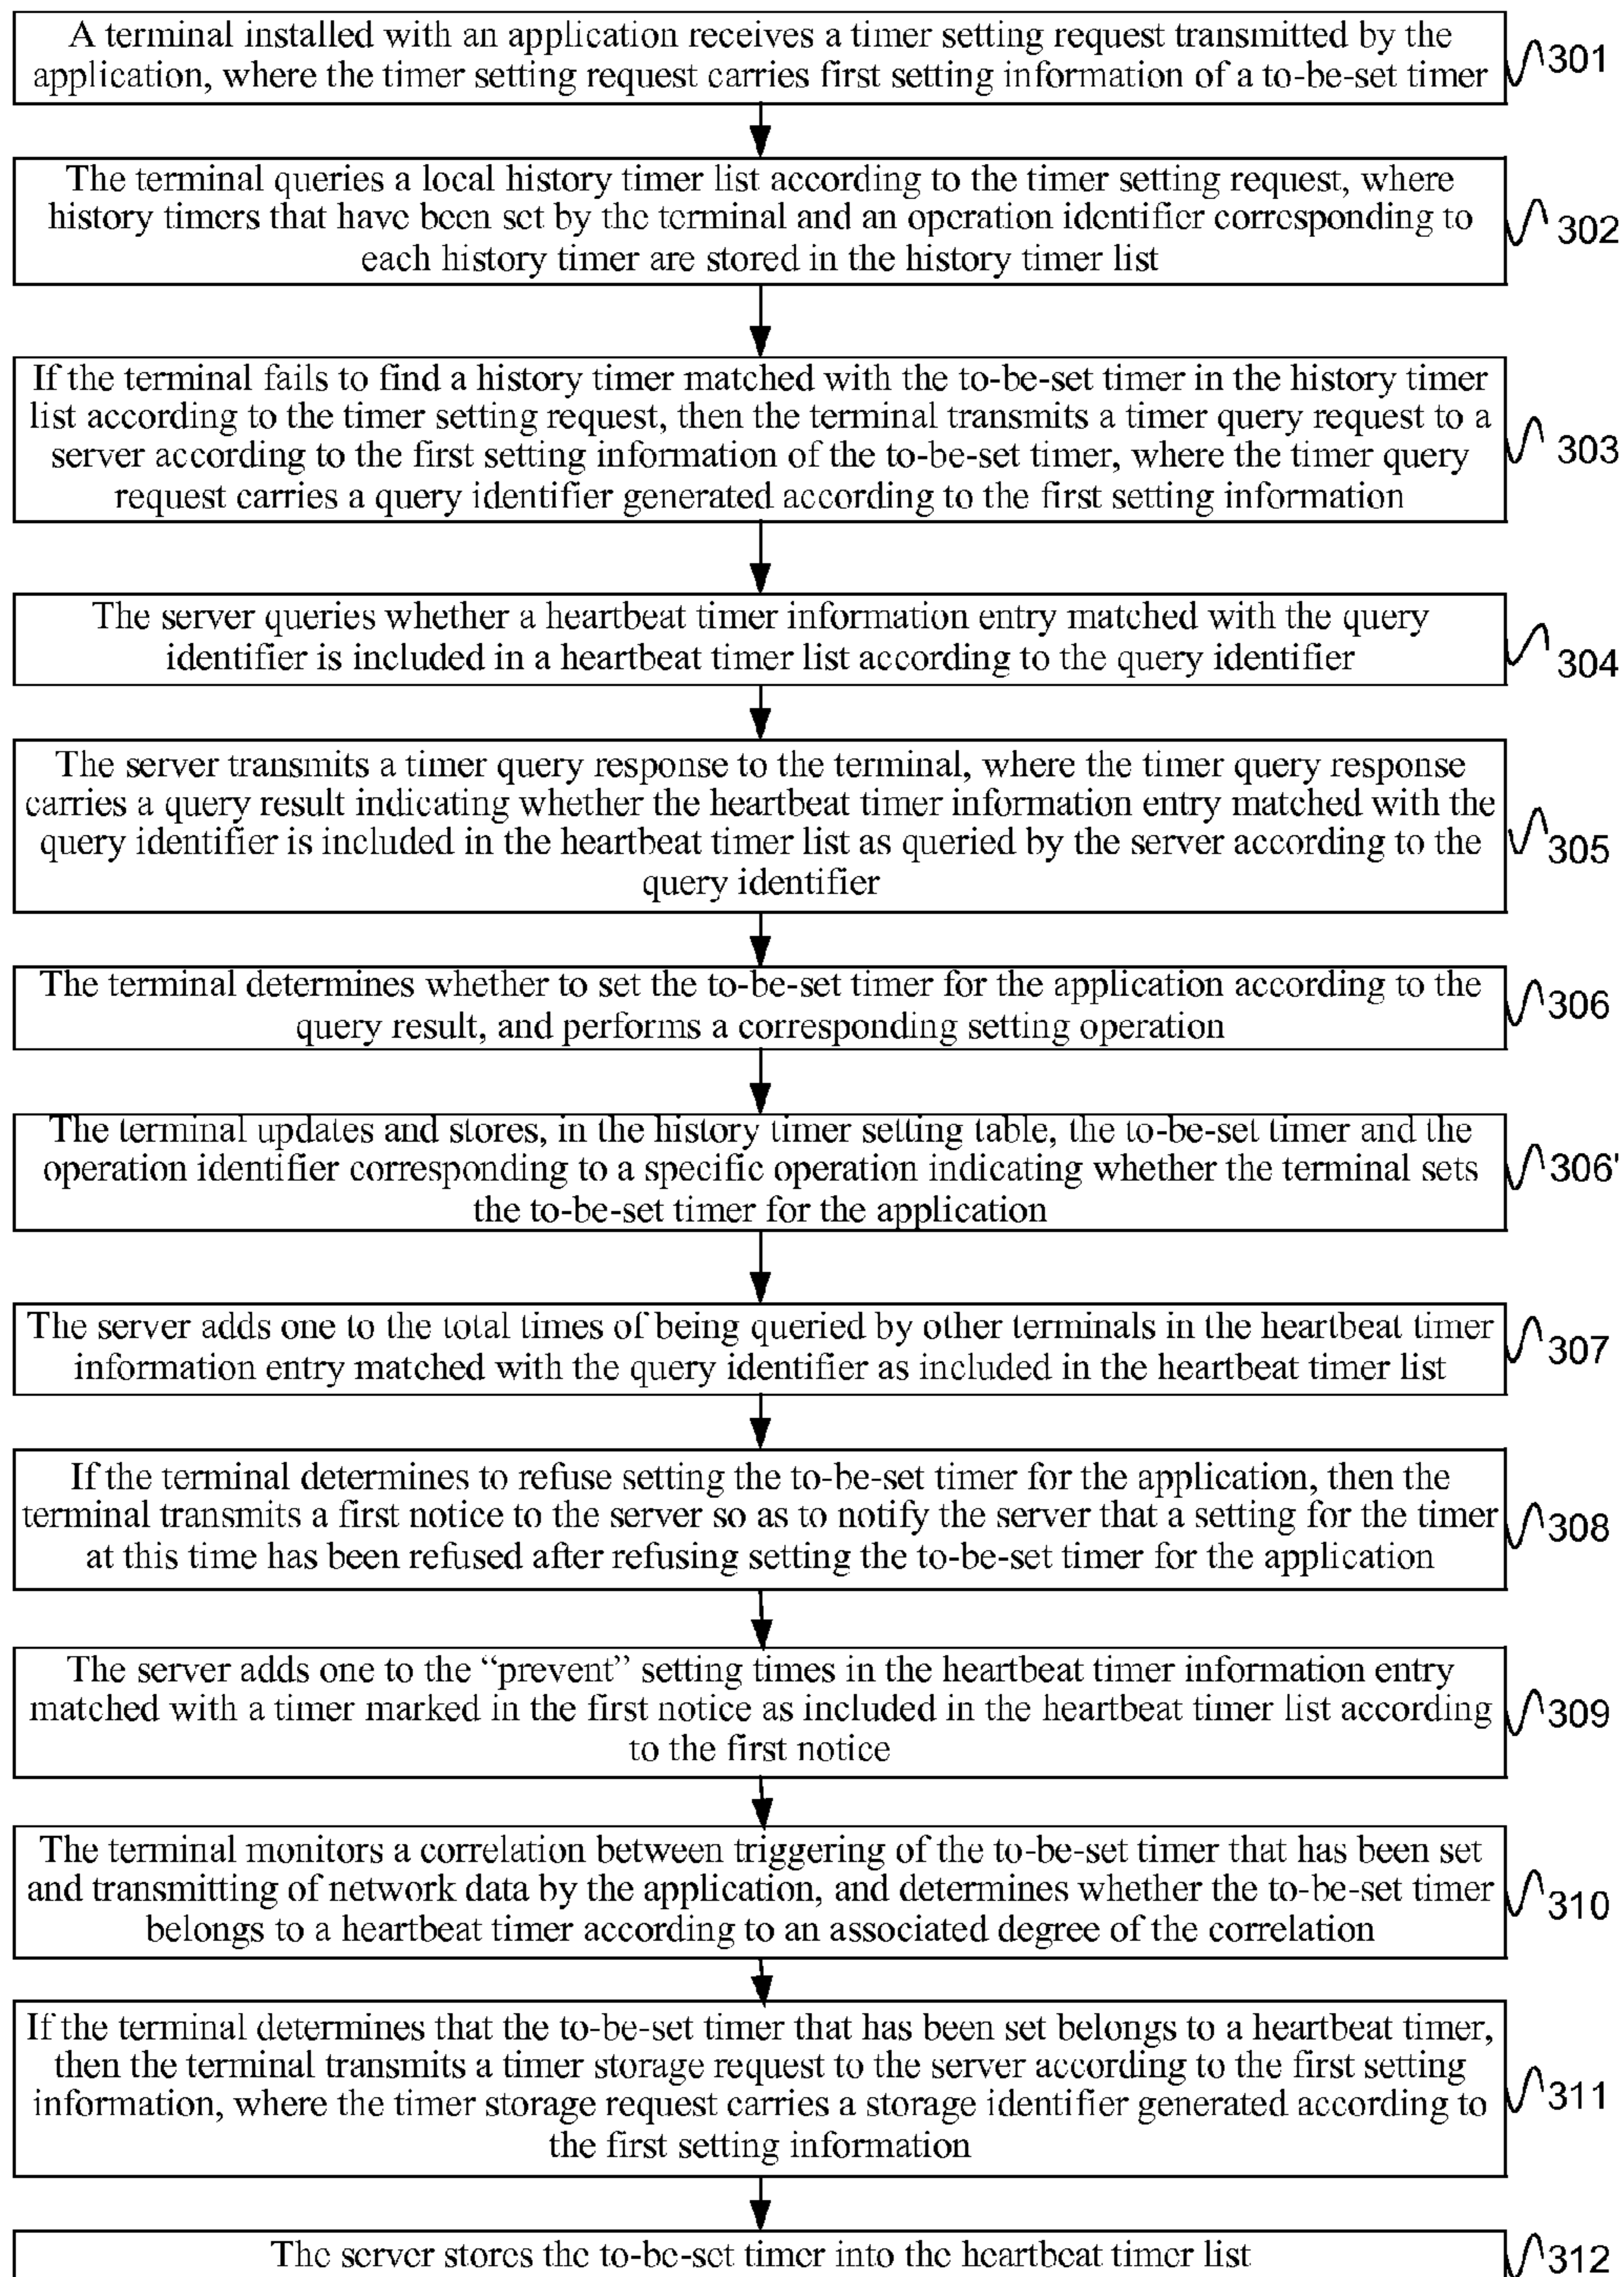 A terminal installed with an application receives a timer setting request transmitted by the
application, where the timer setting request carries first setting information of a to-be-set timer
301
The terminal queries a local history timer list according to the timer setting request, where
history timers that have been set by the terminal and an operation identifier corresponding to
each history timer are stored in the history timer list
302
If the terminal fails to find a history timer matched with the to-be-set timer in the history timer
list according to the timer setting request, then the terminal transmits a timer query request to a
server according to the first setting information of the to-be-set timer, where the timer query
request carries a query identifier generated according to the first setting information
303
The server queries whether a heartbeat timer information entry matched with the query
identifier is included in a heartbeat timer list according to the query identifier
304
The server transmits a timer query response to the terminal, where the timer query response
carries a query result indicating whether the heartbeat timer information entry matched with the
query identifier is included in the heartbeat timer list as queried by the server according to the
query identifier
305
The terminal determines whether to set the to-be-set timer for the application according to the
query result, and performs a corresponding setting operation
306
The terminal updates and stores, in the history timer setting table, the to-be-set timer and the
operation identifier corresponding to a specific operation indicating whether the terminal sets
the to-be-set timer for the application
306'
The server adds one to the total times of being queried by other terminals in the heartbeat timer
information entry matched with the query identifier as included in the heartbeat timer list
307
If the terminal determines to refuse setting the to-be-set timer for the application, then the
terminal transmits a first notice to the server so as to notify the server that a setting for the timer
at this time has been refused after refusing setting the to-be-set timer for the application
308
The server adds one to the “prevent” setting times in the heartbeat timer information entry
matched with a timer marked in the first notice as included in the heartbeat timer list according
to the first notice
309
The terminal monitors a correlation between triggering of the to-be-set timer that has been set
and transmitting of network data by the application, and determines whether the to-be-set timer
belongs to a heartbeat timer according to an associated degree of the correlation
310
If the terminal determines that the to-be-set timer that has been set belongs to a heartbeat timer,
then the terminal transmits a timer storage request to the server according to the first setting
information, where the timer storage request carries a storage identifier generated according to
the first setting information
311
The server stores the to-be-set timer into the heartbeat timer list
312